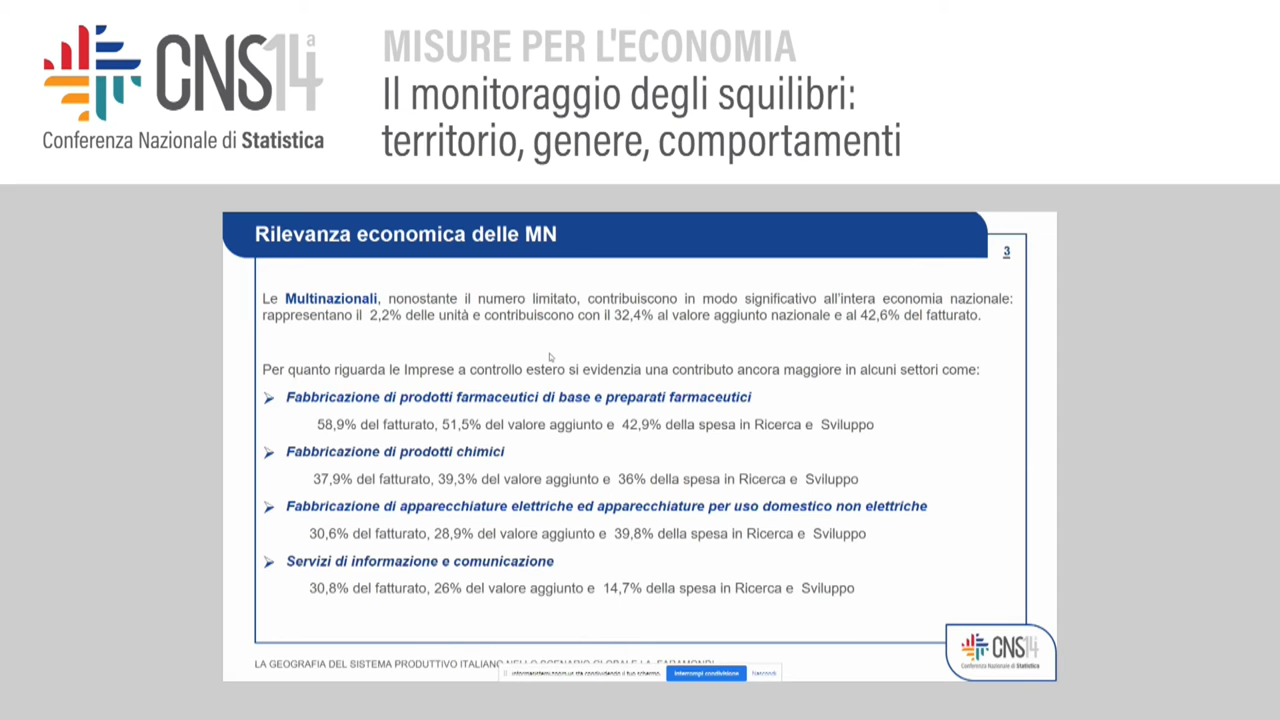 CNS14ª
Conferenza Nazionale di Statistica
MISURE PER L'ECONOMIA
Il monitoraggio degli squilibri:
territorio, genere, comportamenti
Rilevanza economica delle MN
3
Le Multinazionali, nonostante il numero limitato, contribuiscono in modo significativo all'intera economia nazionale:
rappresentano il 2,2% delle unità e contribuiscono con il 32,4% al valore aggiunto nazionale e al 42,6% del fatturato.
Per quanto riguarda le Imprese a controllo estero si evidenzia una contributo ancora maggiore in alcuni settori come:
Fabbricazione di prodotti farmaceutici di base e preparati farmaceutici
58,9% del fatturato, 51,5% del valore aggiunto e 42,9% della spesa in Ricerca e Sviluppo
Fabbricazione di prodotti chimici
37,9% del fatturato, 39,3% del valore aggiunto e 36% della spesa in Ricerca e Sviluppo
Fabbricazione di apparecchiature elettriche ed apparecchiature per uso domestico non elettriche
30,6% del fatturato, 28,9% del valore aggiunto e 39,8% della spesa in Ricerca e Sviluppo
Servizi di informazione e comunicazione
30,8% del fatturato, 26% del valore aggiunto e 14,7% della spesa in Ricerca e Sviluppo
CNS14
Conferenza Nazionale di Statistica
LA GEOGRAFIA DEL SISTEMA PRODUTTIVO ITALIANO NELLO SCENARIO GLOBALE
sta condividendo il tuo schermo.
Interrompi condivisione
Nascondi